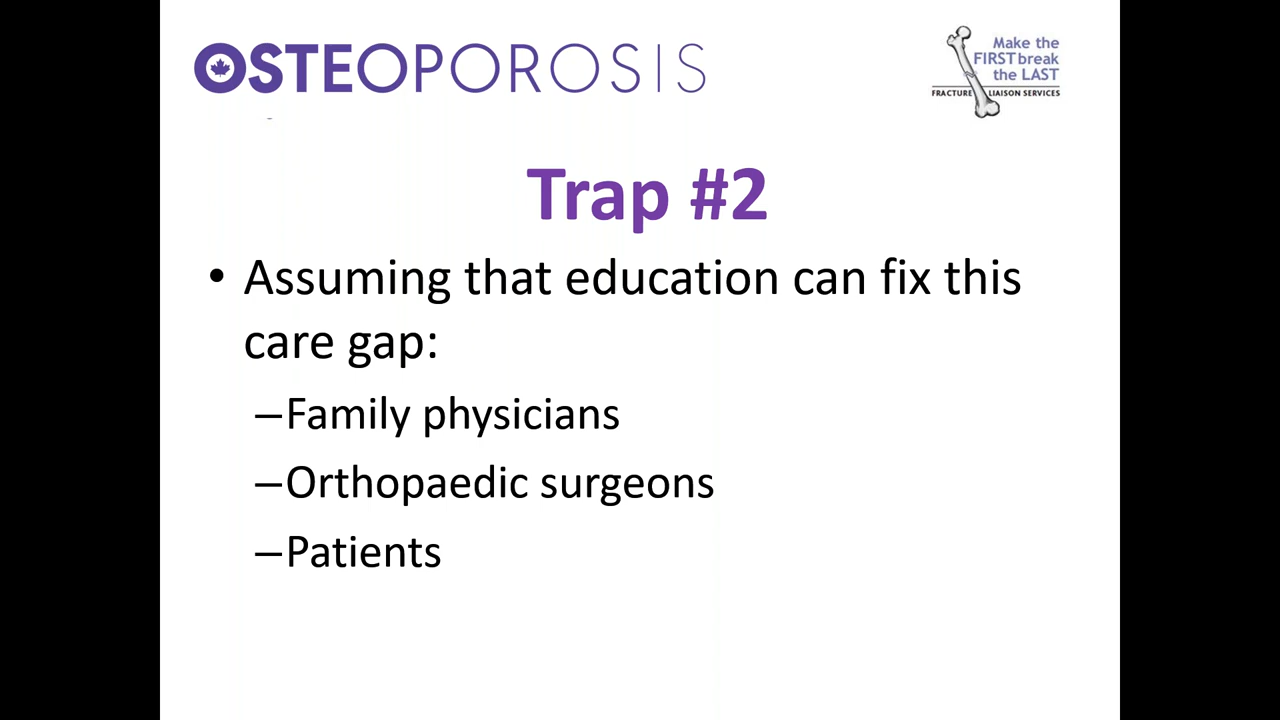 OSTEOPOROSIS
Make the
FIRST break
the LAST
FRACTURE LIAISON SERVICES
Trap #2
• Assuming that education can fix this
care gap:
–Family physicians
–Orthopaedic surgeons
–Patients